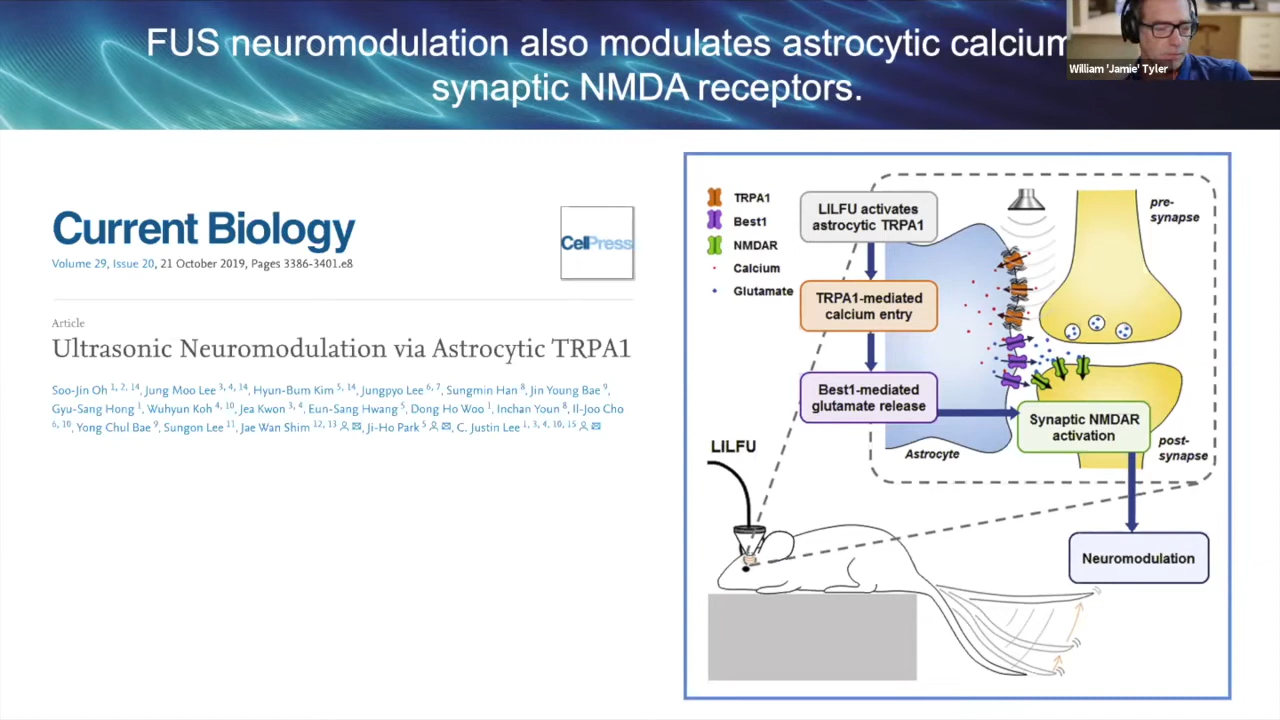 FUS neuromodulation also modulates astrocytic calcium
synaptic NMDA receptors.
William 'Jamie' Tyler
Current Biology
CellPress
Volume 29, Issue 20, 21 October 2019, Pages 3386-3401.e8
Article
Ultrasonic Neuromodulation via Astrocytic TRPA1
Soo-Jin Oh 1, 2, 14, Jung Moo Lee 3, 4, 14, Hyun-Bum Kim 5, 14, Jungpyo Lee 6, 7, Sungmin Han 8, Jin Young Bae 9,
Gyu-Sang Hong 1, Wuhyun Koh 4, 10, Jea Kwon 3, 4, Eun-Sang Hwang 5, Dong Ho Woo 1, Inchan Youn 8, Il-Joo Cho
6, 10, Yong Chul Bae 9, Sungon Lee 11, Jae Wan Shim 12, 13, Ji-Ho Park 5, C. Justin Lee 1, 3, 4, 10, 15
TRPA1
Best1
NMDAR
Calcium
Glutamate
LILFU activates
astrocytic TRPA1
TRPA1-mediated
calcium entry
Best1-mediated
glutamate release
pre-
synapse
Synaptic NMDAR
activation
Astrocyte
post-
synapse
LILFU
Neuromodulation